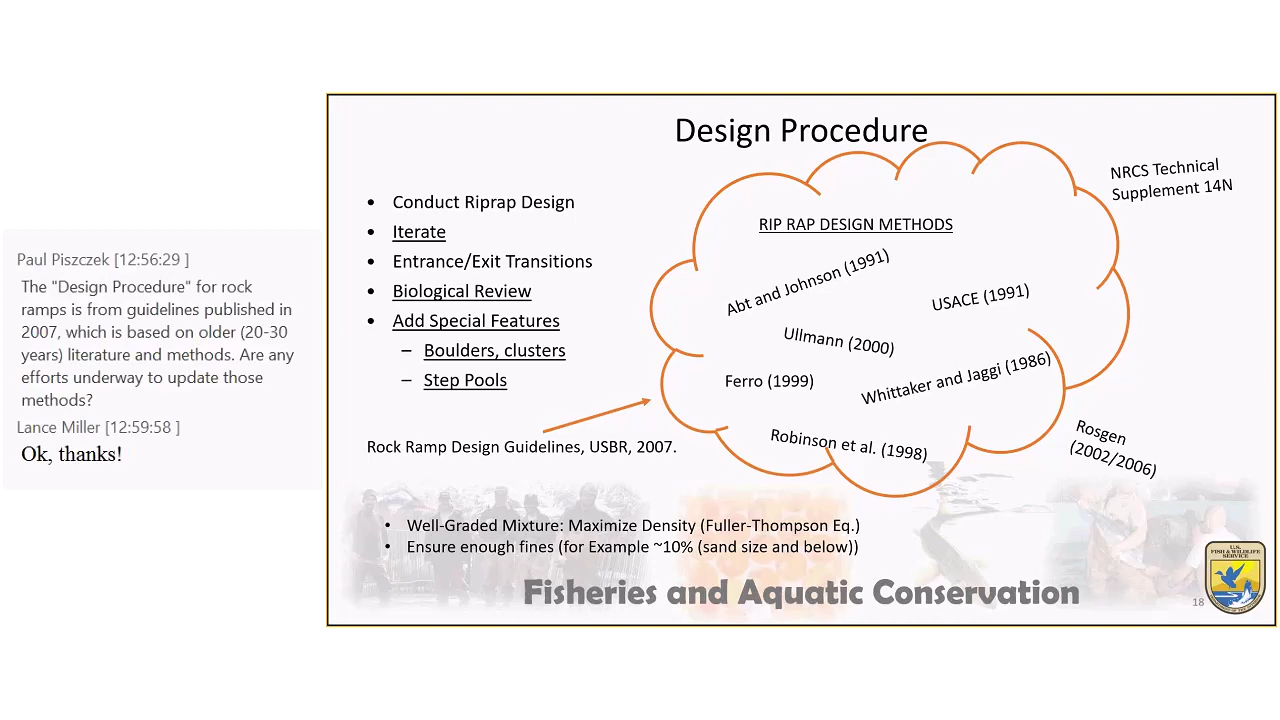 Paul Piszczek [12:56:29 ]
The "Design Procedure" for rock
ramps is from guidelines published in
2007, which is based on older (20-30
years) literature and methods. Are any
efforts underway to update those
methods?
Lance Miller [12:59:58 ]
Ok, thanks!
Design Procedure
• Conduct Riprap Design
• Iterate
• Entrance/Exit Transitions
• Biological Review
• Add Special Features
– Boulders, clusters
– Step Pools
Rock Ramp Design Guidelines, USBR, 2007.
RIP RAP DESIGN METHODS
Abt and Johnson (1991)
USACE (1991)
Ullmann (2000)
Ferro (1999)
Whittaker and Jaggi (1986)
Robinson et al. (1998)
NRCS Technical
Supplement 14N
Rosgen
(2002/2006)
• Well-Graded Mixture: Maximize Density (Fuller-Thompson Eq.)
• Ensure enough fines (for Example ~10% (sand size and below))
Fisheries and Aquatic Conservation
18
U.S.
FISH & WILDLIFE
SERVICE